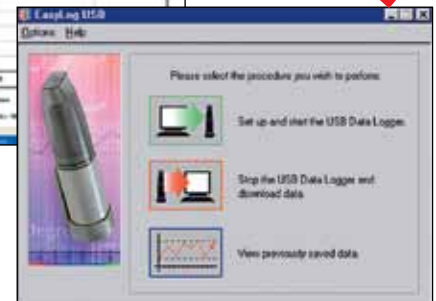 EasyLog USB
Options Help
Please select the procedure you wish to perform:
Set up and start the USB Data Logger.
Stop the USB Data Logger and
download data.
View previously saved data.